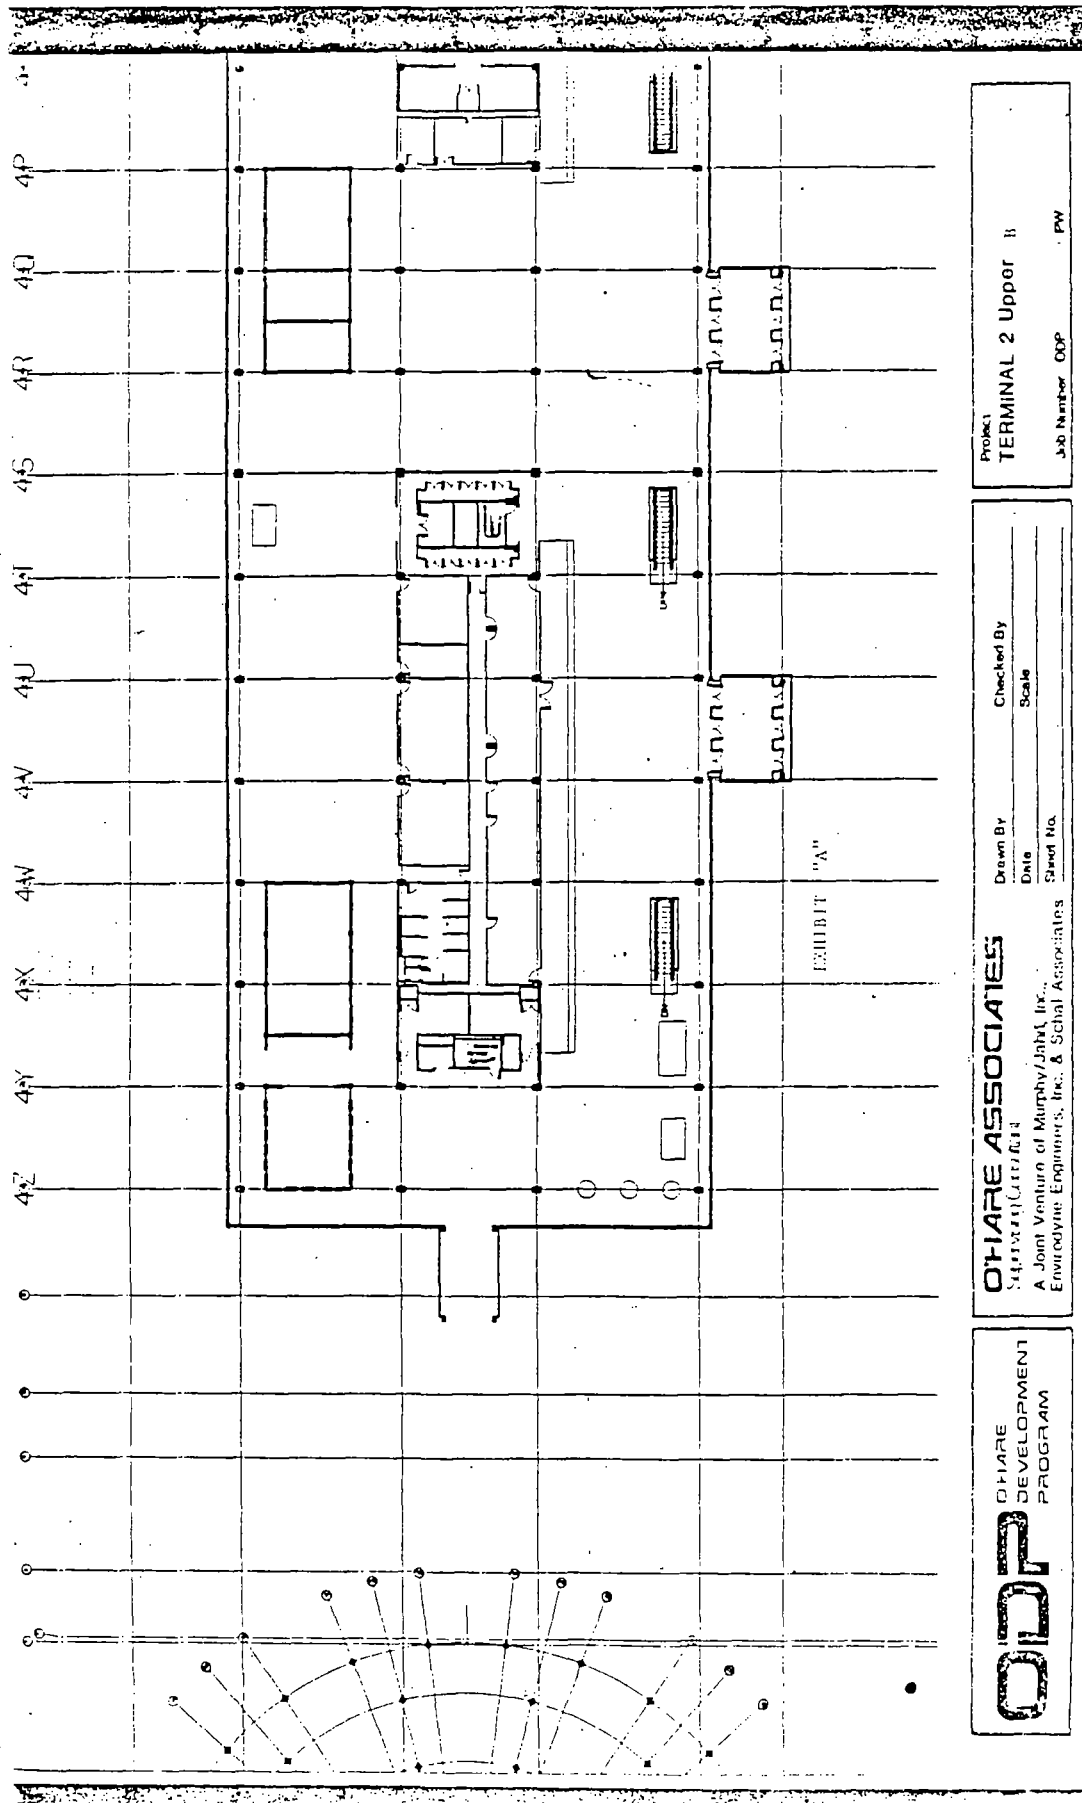 4P
4Q
4R
4S
4T
4U
4V
4W
4X
4Y
4Z
EXHIBIT "A"
Project
TERMINAL 2 Upper B
Job Number ODP PW
O'HARE ASSOCIATES
A Joint Venture of Murphy/Jahn, Inc.,
Envirodyne Engineers, Inc. & Schal Associates
Drawn By
Checked By
Date
Scale
Sheet No.
ODP
O'HARE
DEVELOPMENT
PROGRAM